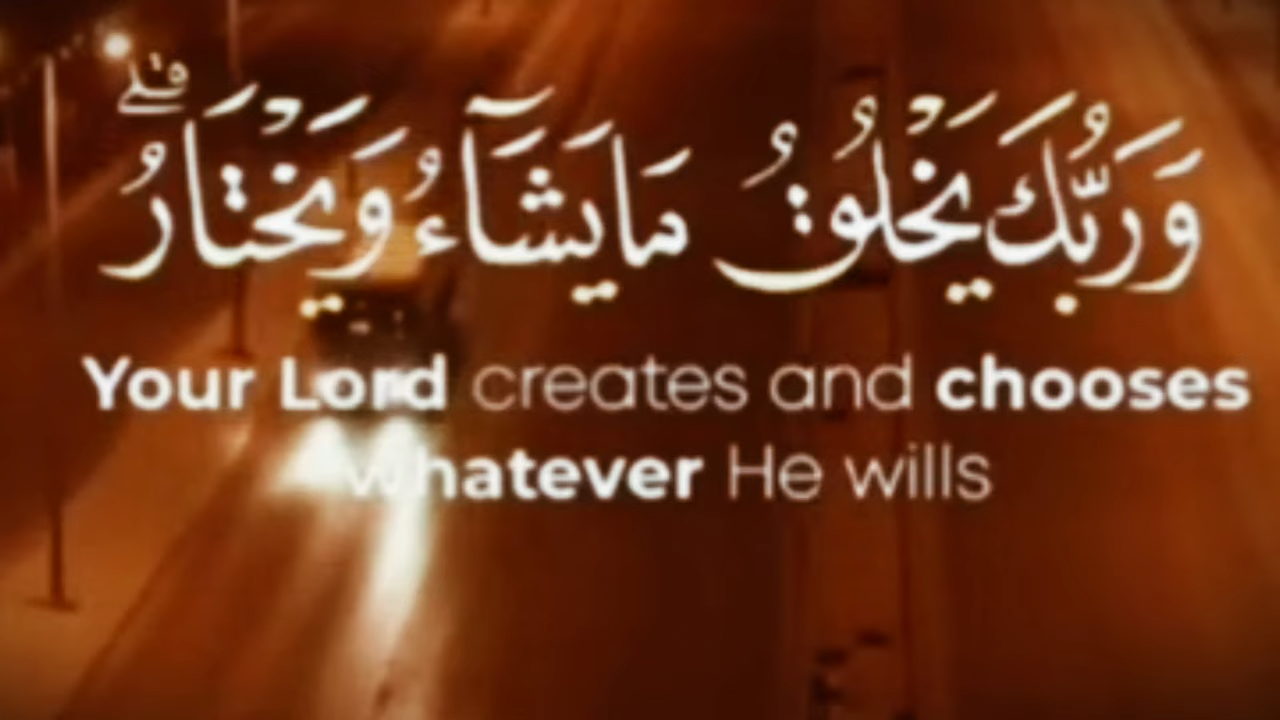 وَرَبُّكَ يَخْلُقُ مَا يَشَآءُ وَيَخْتَارُ ۗ
Your Lord creates and chooses
whatever He wills